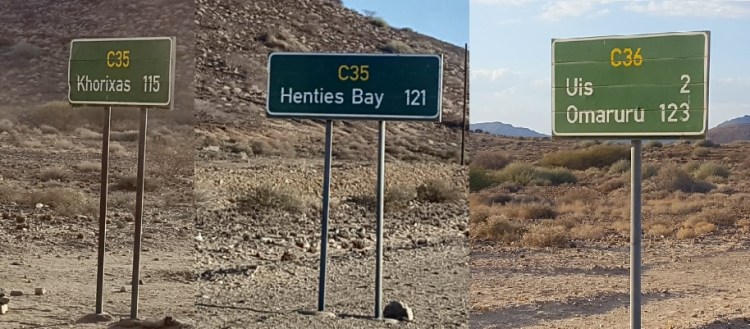 C35
Khorixas 115
C35
Henties Bay 121
C36
Uis 2
Omaruru 123